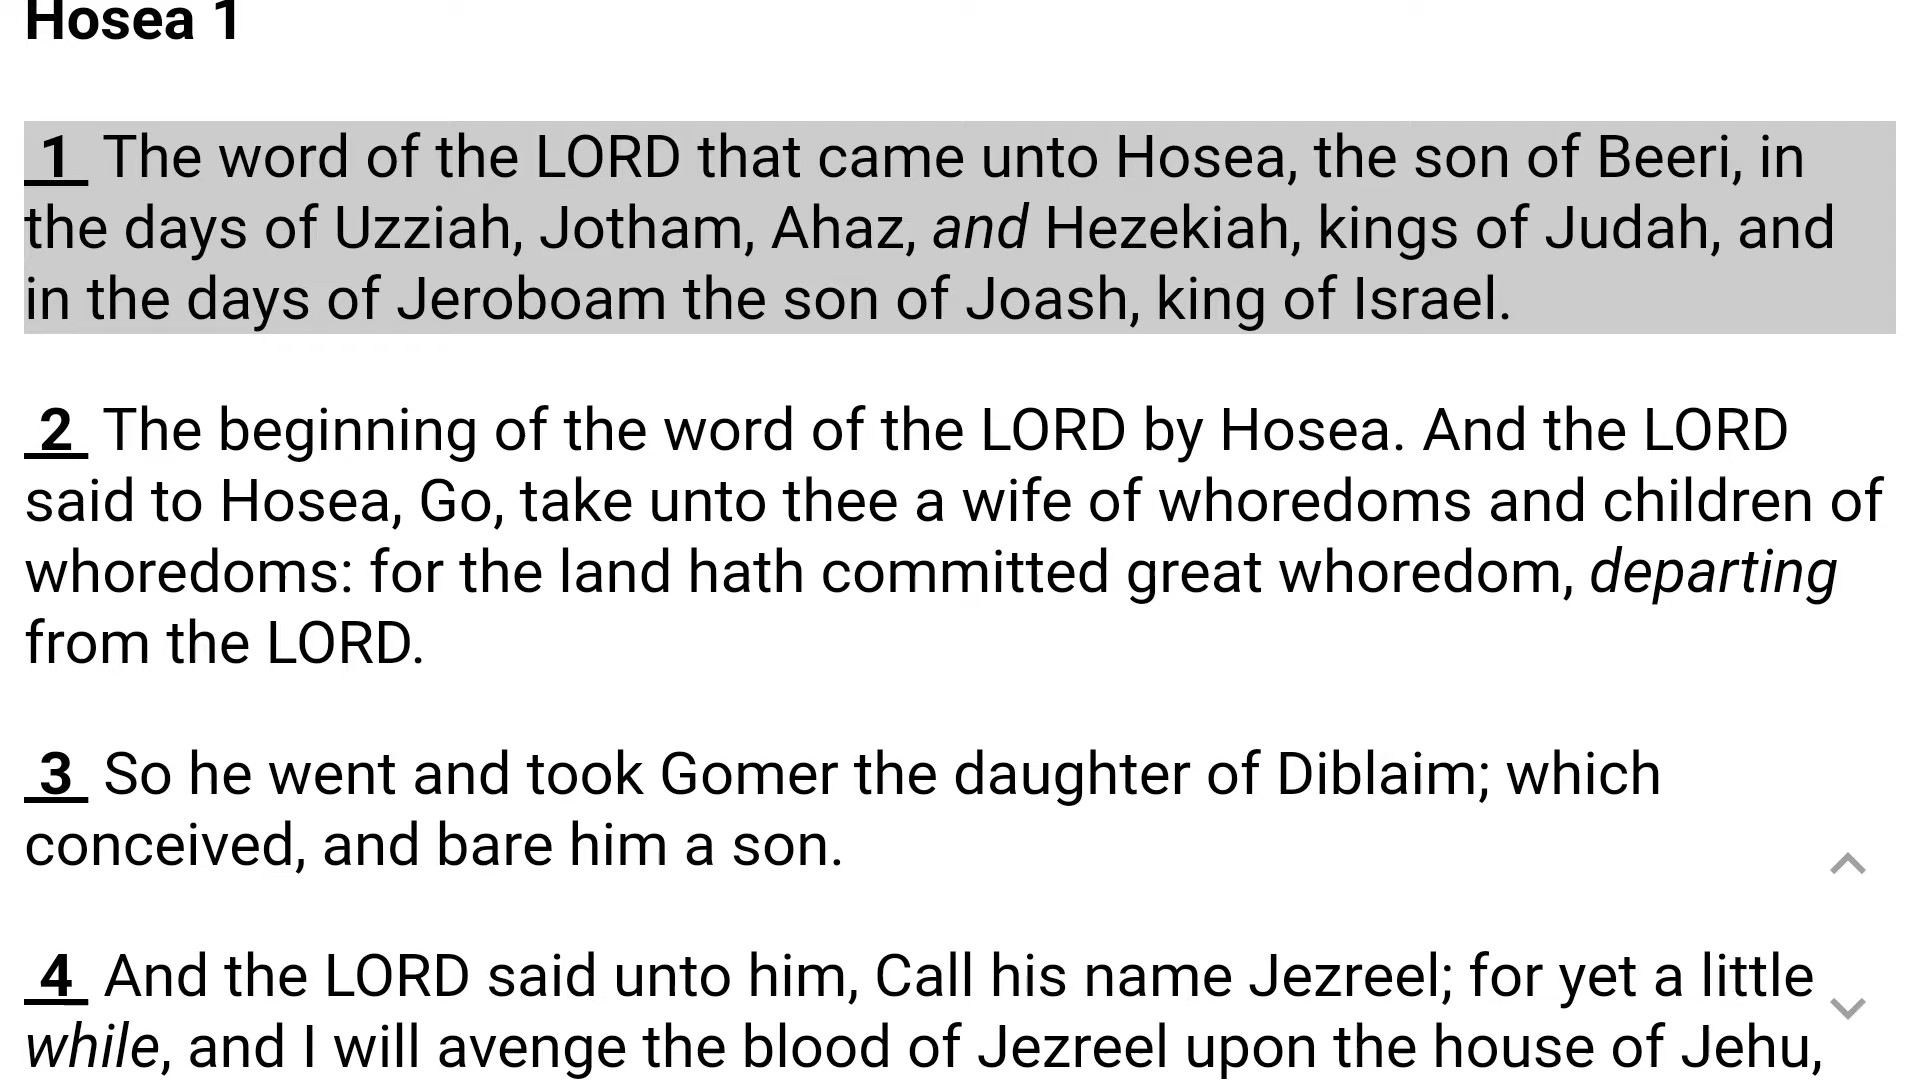 Hosea 1
1 The word of the LORD that came unto Hosea, the son of Beeri, in
the days of Uzziah, Jotham, Ahaz, and Hezekiah, kings of Judah, and
in the days of Jeroboam the son of Joash, king of Israel.
2 The beginning of the word of the LORD by Hosea. And the LORD
said to Hosea, Go, take unto thee a wife of whoredoms and children of
whoredoms: for the land hath committed great whoredom, departing
from the LORD.
3 So he went and took Gomer the daughter of Diblaim; which
conceived, and bare him a son.
4 And the LORD said unto him, Call his name Jezreel; for yet a little
while, and I will avenge the blood of Jezreel upon the house of Jehu,